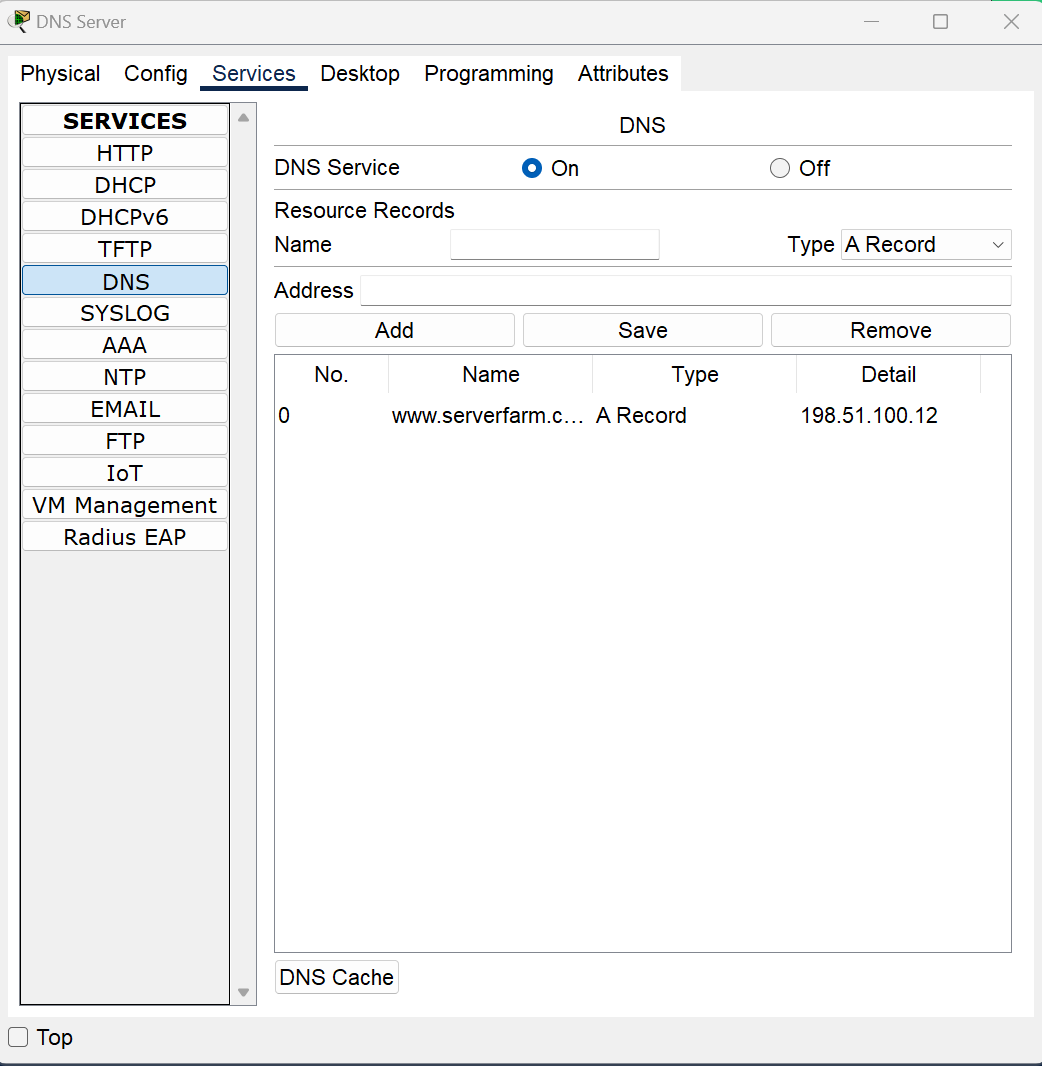 DNS Server
Physical Config Services Desktop Programming Attributes
SERVICES
HTTP
DHCP
DHCPv6
TFTP
DNS
SYSLOG
AAA
NTP
EMAIL
FTP
IoT
VM Management
Radius EAP
DNS
DNS Service On Off
Resource Records
Name Type A Record
Address
Add Save Remove
No. Name Type Detail
0 www.serverfarm.c... A Record 198.51.100.12
DNS Cache
Top